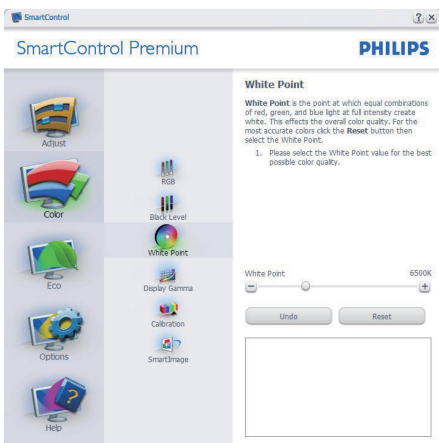 SmartControl
SmartControl Premium
PHILIPS
Adjust
Color
Eco
Options
Help
RGB
Black Level
White Point
Display Gamma
Calibration
SmartImage
White Point
White Point is the point at which equal combinations
of red, green, and blue light at full intensity create
white. This effects the overall color quality. For the
most accurate colors click the Reset button then
select the White Point.
1. Please select the White Point value for the best
possible color quality.
White Point 6500K
Undo Reset